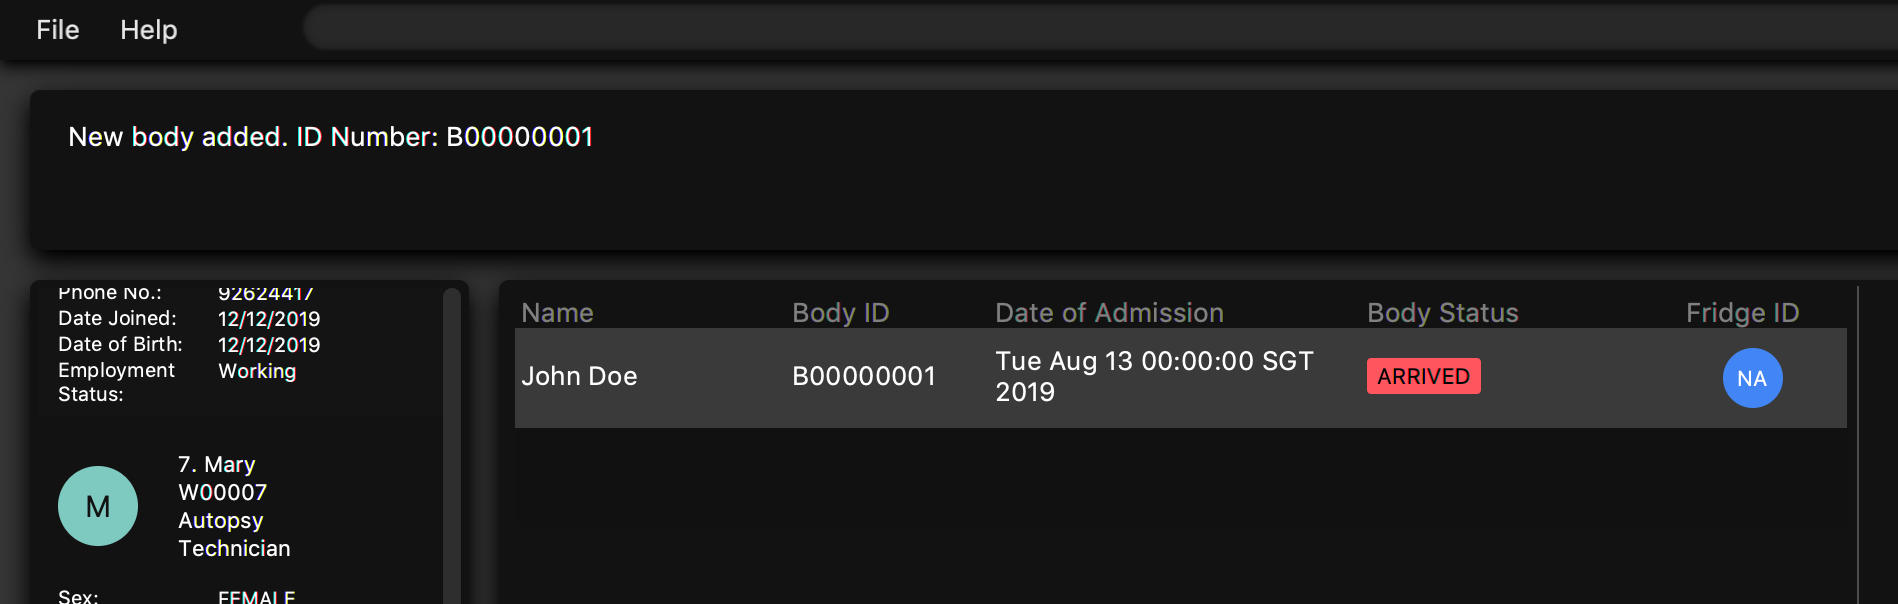 File Help
New body added. ID Number: B00000001
Phone No.: 92624417
Date Joined: 12/12/2019
Date of Birth: 12/12/2019
Employment Working
Status:
M
7. Mary
W00007
Autopsy
Technician
Sex: FEMALE
Name Body ID Date of Admission Body Status Fridge ID
John Doe B00000001 Tue Aug 13 00:00:00 SGT ARRIVED NA
2019